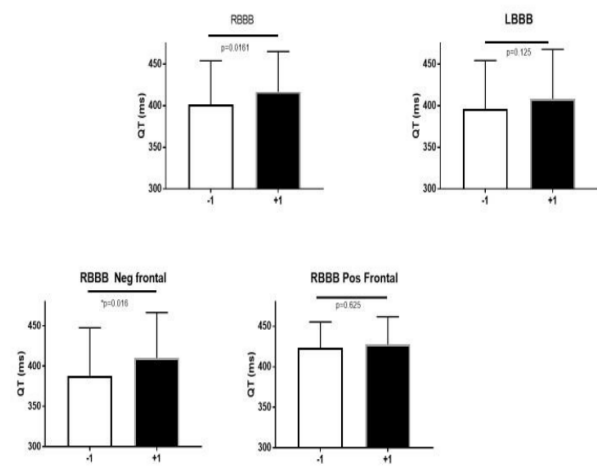 RBBB
p=0.0161
450
400
350
300
QT (ms)
-1
+1
LBBB
p=0.125
450
400
350
300
QT (ms)
-1
+1
RBBB Neg frontal
*p=0.016
450
400
350
300
QT (ms)
-1
+1
RBBB Pos Frontal
p=0.625
450
400
350
300
QT (ms)
-1
+1